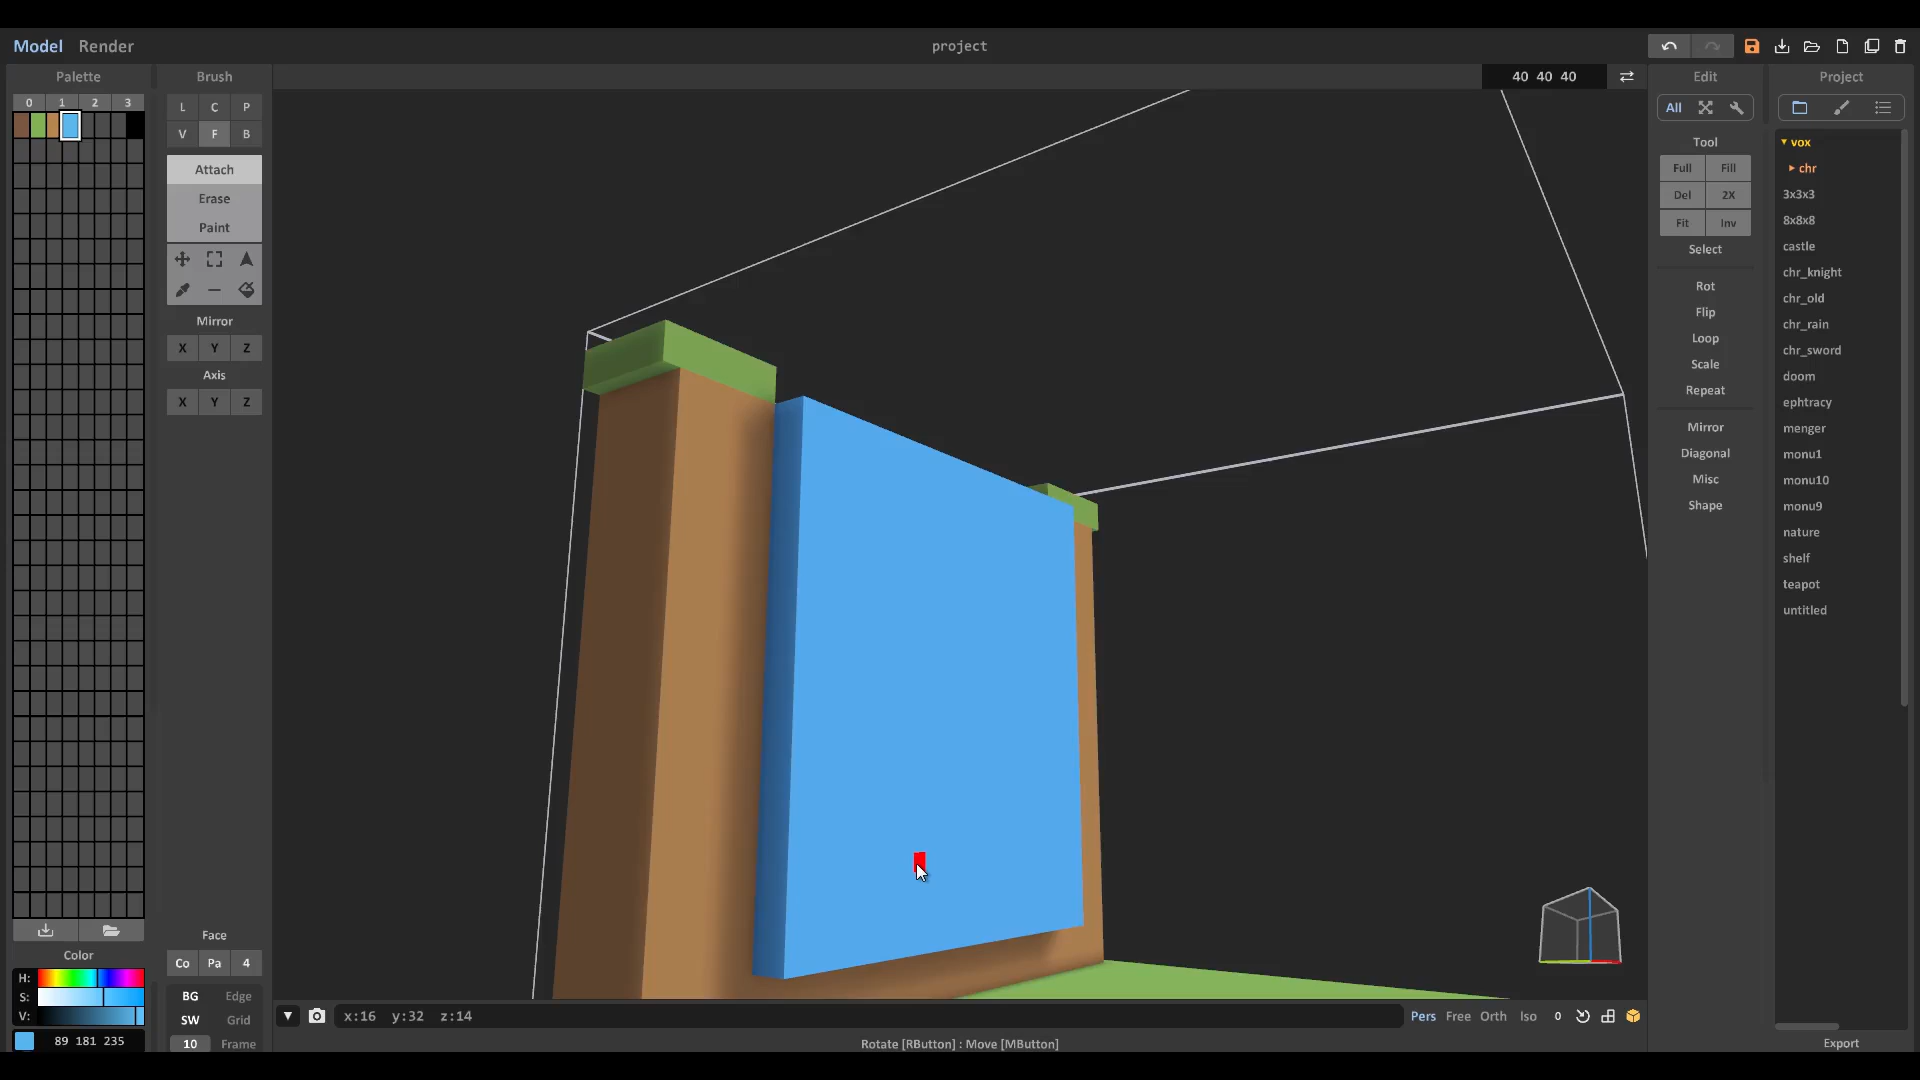 Model Render
project
40 40 40
Palette
0 1 2 3
Color
H:
S:
V:
89 181 235
Brush
L C P
V F B
Attach
Erase
Paint
Mirror
X Y Z
Axis
X Y Z
Face
Co Pa 4
BG Edge
SW Grid
10 Frame
x:16 y:32 z:14
Pers Free Orth Iso 0
Rotate [RButton] : Move [MButton]
Edit
All
Tool
Full Fill
Del 2X
Fit Inv
Select
Rot
Flip
Loop
Scale
Repeat
Mirror
Diagonal
Misc
Shape
Project
vox
chr
3x3x3
8x8x8
castle
chr_knight
chr_old
chr_rain
chr_sword
doom
ephtracy
menger
monu1
monu10
monu9
nature
shelf
teapot
untitled
Export